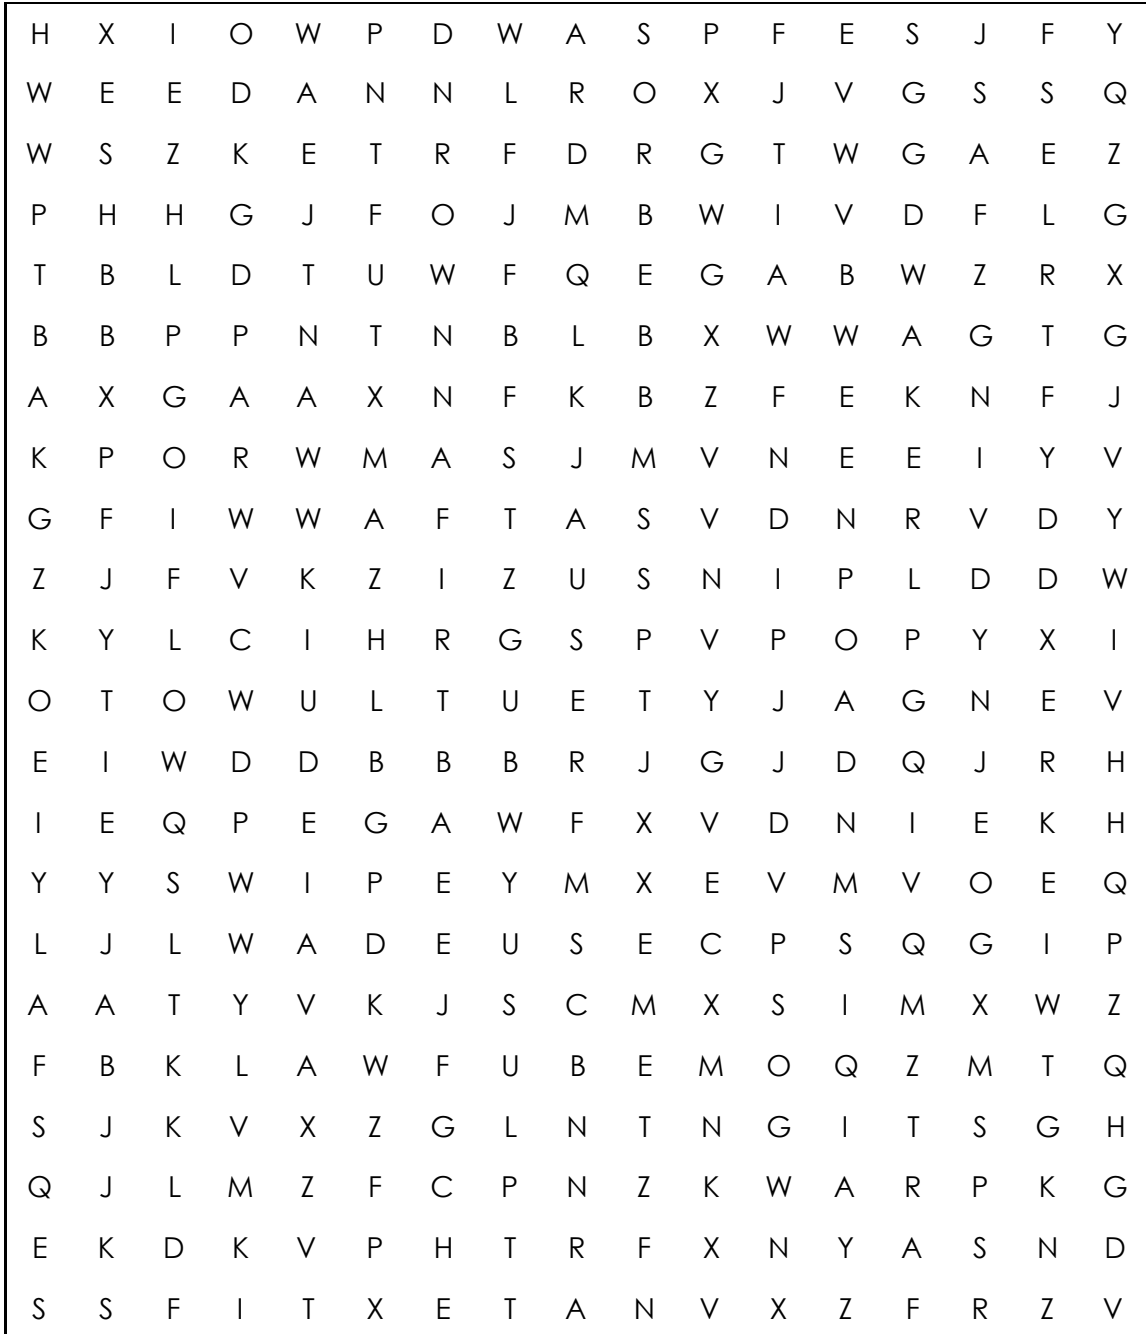 H X I O W P D W A S P F E S J F Y
W E E D A N N L R O X J V G S S Q
W S Z K E T R F D R G T W G A E Z
P H H G J F O J M B W I V D F L G
T B L D T U W F Q E G A B W Z R X
B B P P N T N B L B X W W A G T G
A X G A A X N F K B Z F E K N F J
K P O R W M A S J M V N E E I Y V
G F I W W A F T A S V D N R V D Y
Z J F V K Z I Z U S N I P L D D W
K Y L C I H R G S P V P O P Y X I
O T O W U L T U E T Y J A G N E V
E I W D D B B B R J G J D Q J R H
I E Q P E G A W F X V D N I E K H
Y Y S W I P E Y M X E V M V O E Q
L J L W A D E U S E C P S Q G I P
A A T Y V K J S C M X S I M X W Z
F B K L A W F U B E M O Q Z M T Q
S J K V X Z G L N T N G I T S G H
Q J L M Z F C P N Z K W A R P K G
E K D K V P H T R F X N Y A S N D
S S F I T X E T A N V X Z F R Z V